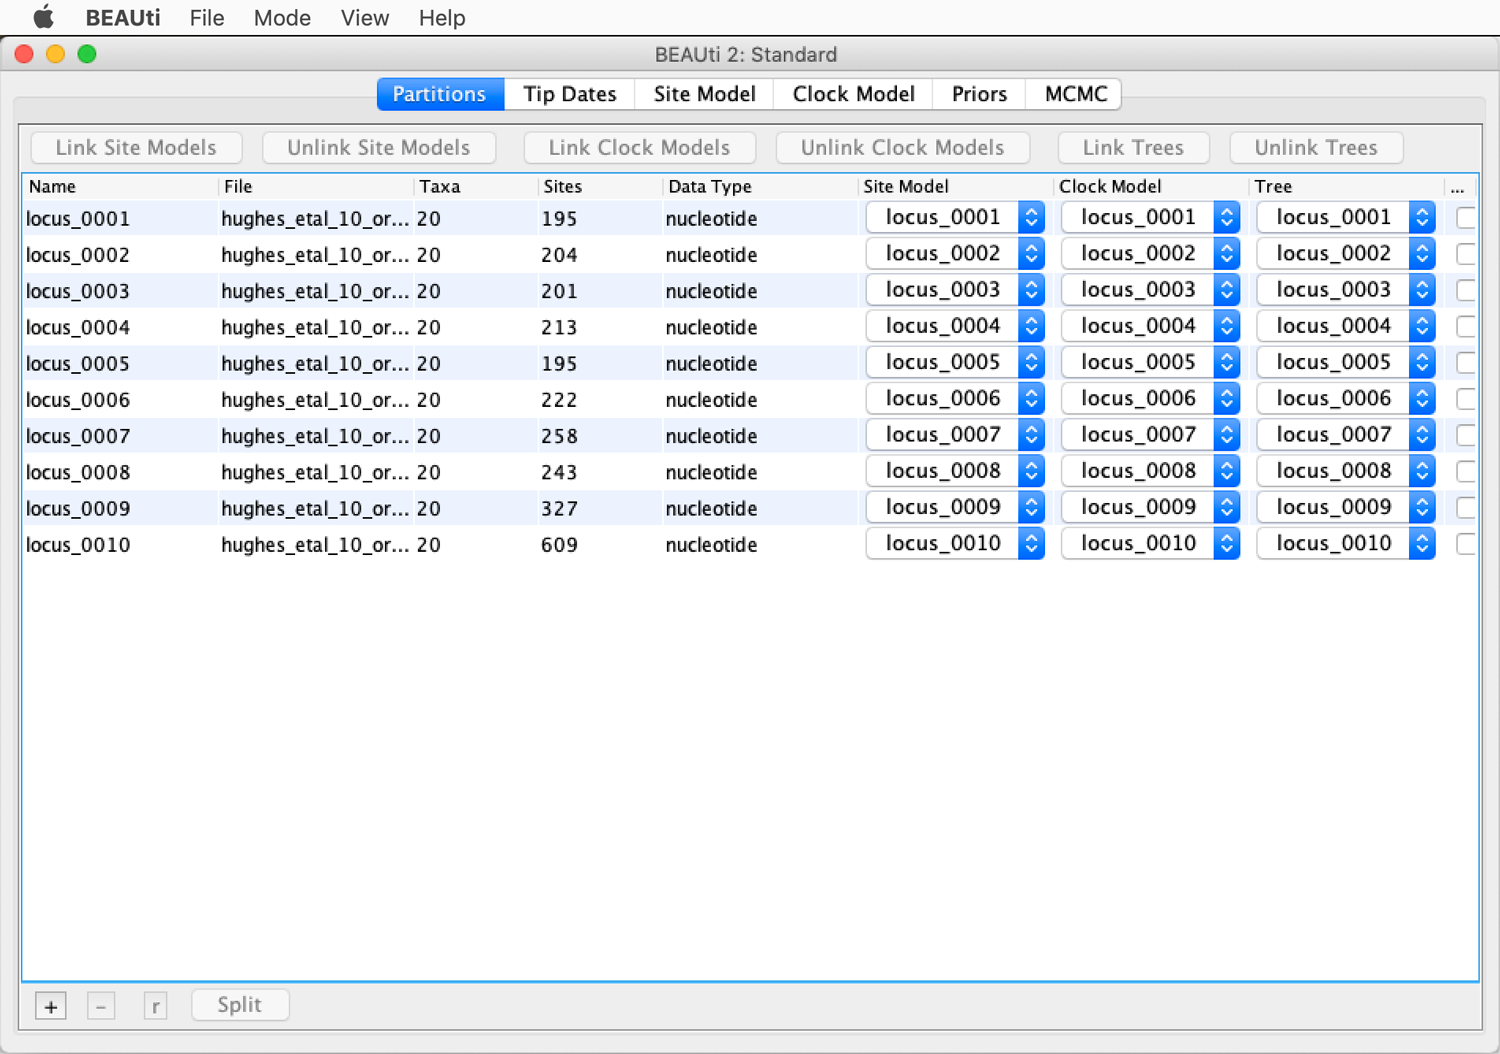 BEAUti File Mode View Help
BEAUti 2: Standard
Partitions Tip Dates Site Model Clock Model Priors MCMC
Link Site Models Unlink Site Models Link Clock Models Unlink Clock Models Link Trees Unlink Trees
Name File Taxa Sites Data Type Site Model Clock Model Tree ...
locus_0001 hughes_etal_10_or... 20 195 nucleotide locus_0001 locus_0001 locus_0001
locus_0002 hughes_etal_10_or... 20 204 nucleotide locus_0002 locus_0002 locus_0002
locus_0003 hughes_etal_10_or... 20 201 nucleotide locus_0003 locus_0003 locus_0003
locus_0004 hughes_etal_10_or... 20 213 nucleotide locus_0004 locus_0004 locus_0004
locus_0005 hughes_etal_10_or... 20 195 nucleotide locus_0005 locus_0005 locus_0005
locus_0006 hughes_etal_10_or... 20 222 nucleotide locus_0006 locus_0006 locus_0006
locus_0007 hughes_etal_10_or... 20 258 nucleotide locus_0007 locus_0007 locus_0007
locus_0008 hughes_etal_10_or... 20 243 nucleotide locus_0008 locus_0008 locus_0008
locus_0009 hughes_etal_10_or... 20 327 nucleotide locus_0009 locus_0009 locus_0009
locus_0010 hughes_etal_10_or... 20 609 nucleotide locus_0010 locus_0010 locus_0010
+ - r Split